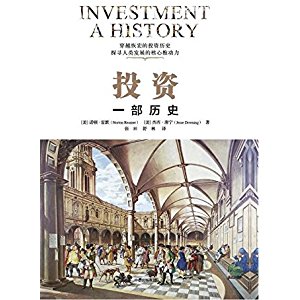 INVESTMENT
A HISTORY
穿越恢宏的投资历史
探寻人类发展的核心推动力
投资
一部历史
[美] 诺顿·雷默 (Norton Reamer) [美] 杰西·唐宁 (Jesse Downing) 著
张田 舒林 译